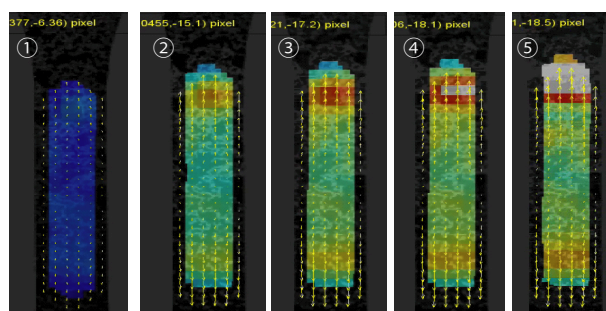 377,-6.36) pixel
0455,-15.1) pixel
21,-17.2) pixel
06,-18.1) pixel
1,-18.5) pixel
1
2
3
4
5